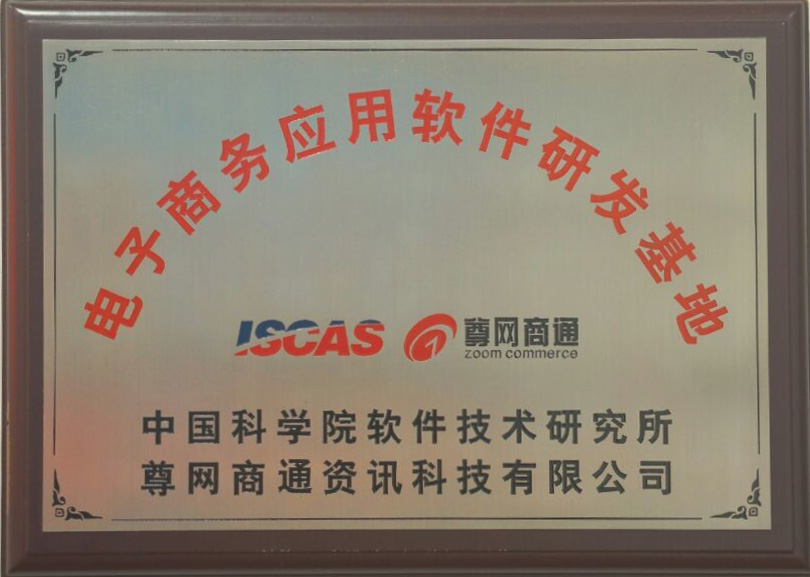 电子商务应用软件研发基地
ISCAS 尊网商通
zoom commerce
中国科学院软件技术研究所
尊网商通资讯科技有限公司